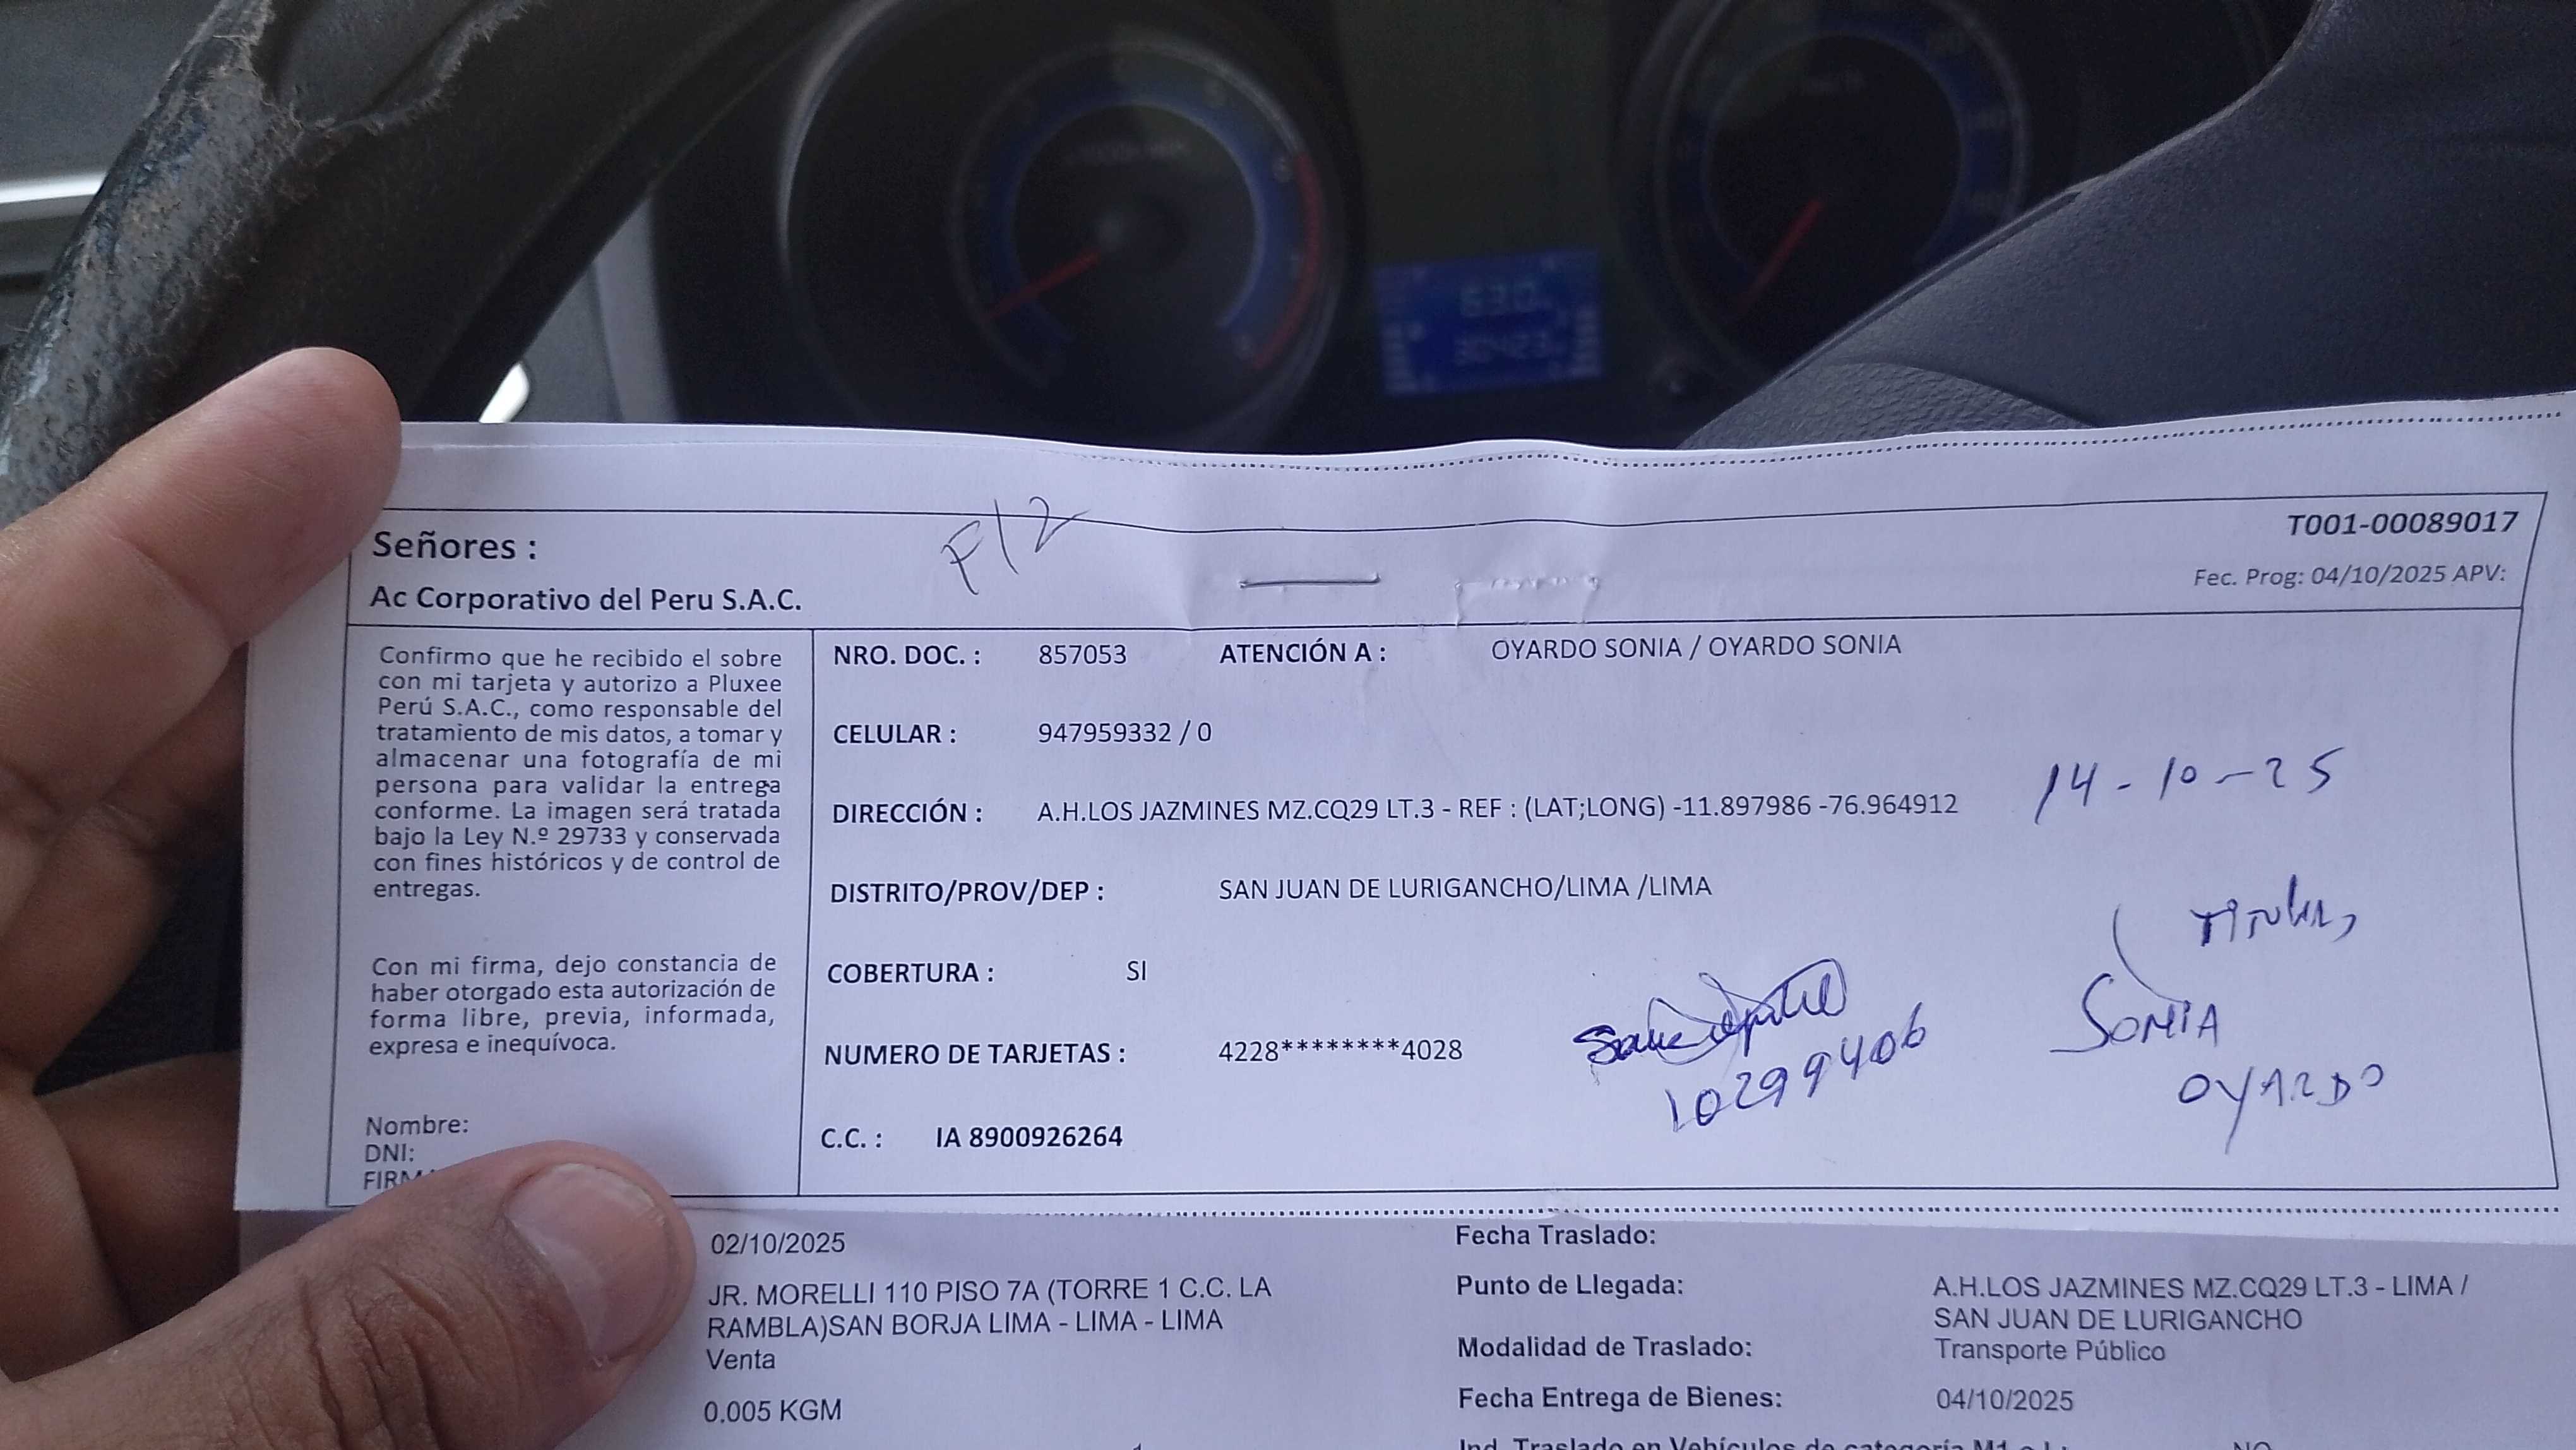 P/2
T001-00089017
Señores :
Fec. Prog: 04/10/2025 APV:
Ac Corporativo del Peru S.A.C.
Confirmo que he recibido el sobre
con mi tarjeta y autorizo a Pluxee
Perú S.A.C., como responsable del
tratamiento de mis datos, a tomar y
almacenar una fotografía de mi
persona para validar la entrega
conforme. La imagen será tratada
bajo la Ley N.º 29733 y conservada
con fines históricos y de control de
entregas.
Con mi firma, dejo constancia de
haber otorgado esta autorización de
forma libre, previa, informada,
expresa e inequívoca.
Nombre:
DNI:
NRO. DOC. : 857053 ATENCIÓN A : OYARDO SONIA / OYARDO SONIA
CELULAR : 947959332 / 0
DIRECCIÓN : A.H.LOS JAZMINES MZ.CQ29 LT.3 - REF : (LAT;LONG) -11.897986 -76.964912
DISTRITO/PROV/DEP : SAN JUAN DE LURIGANCHO/LIMA /LIMA
COBERTURA : SI
NUMERO DE TARJETAS : 4228********4028
C.C. : IA 8900926264
14-10-25
(Titular,
SONIA
OYARDO
10299406
02/10/2025
JR. MORELLI 110 PISO 7A (TORRE 1 C.C. LA
RAMBLA)SAN BORJA LIMA - LIMA - LIMA
Venta
0.005 KGM
Fecha Traslado:
Punto de Llegada: A.H.LOS JAZMINES MZ.CQ29 LT.3 - LIMA /
SAN JUAN DE LURIGANCHO
Modalidad de Traslado: Transporte Público
Fecha Entrega de Bienes: 04/10/2025